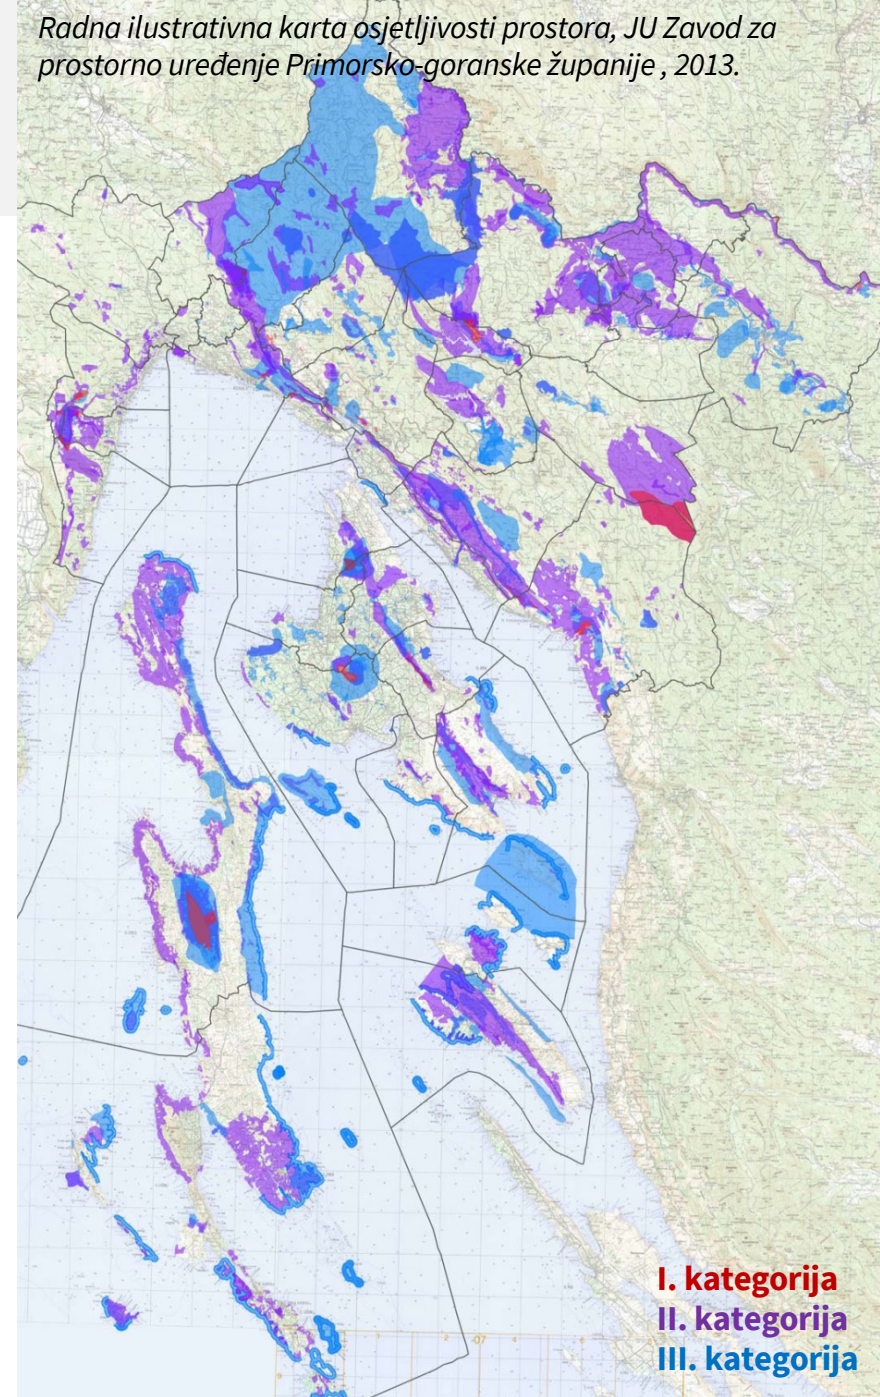 Radna ilustrativna karta osjetljivosti prostora, JU Zavod za
prostorno uređenje Primorsko-goranske županije , 2013.
I. kategorija
II. kategorija
III. kategorija